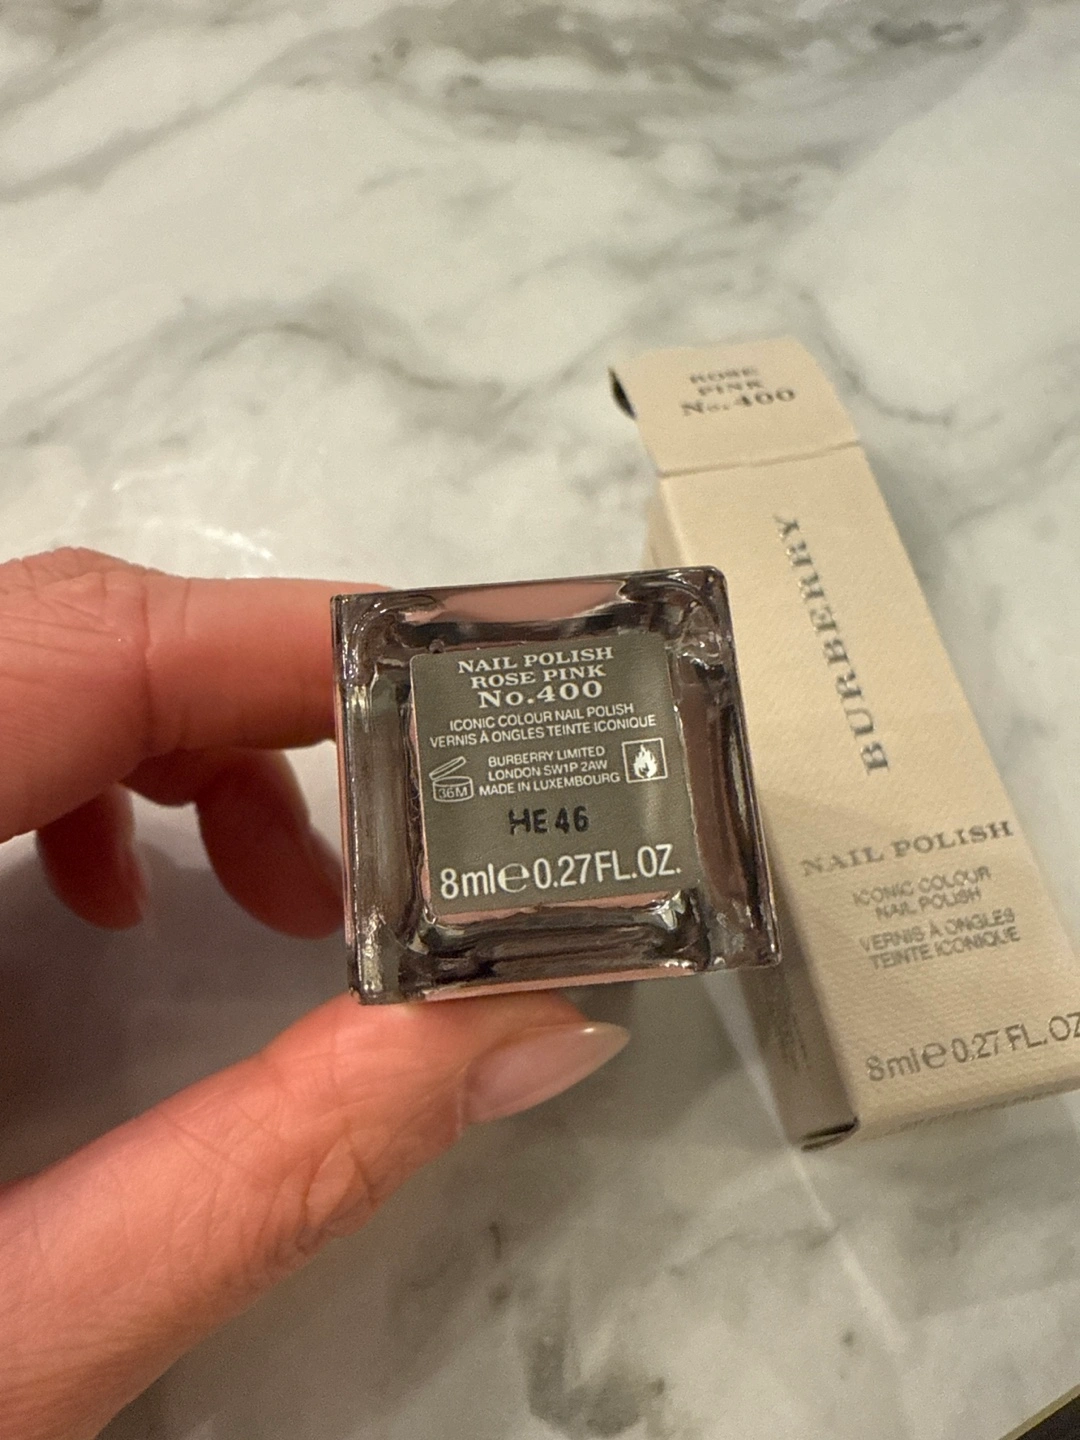 NAIL POLISH
ROSE PINK
No.400
ICONIC COLOUR NAIL POLISH
VERNIS À ONGLES TEINTE ICONIQUE
36M
BURBERRY LIMITED
LONDON SW1P 2AW
MADE IN LUXEMBOURG
HE 46
8ml e 0.27FL.OZ.
ROSE
PINK
No.400
BURBERRY
NAIL POLISH
ICONIC COLOUR
NAIL POLISH
VERNIS À ONGLES
TEINTE ICONIQUE
8ml e 0.27 FL.OZ